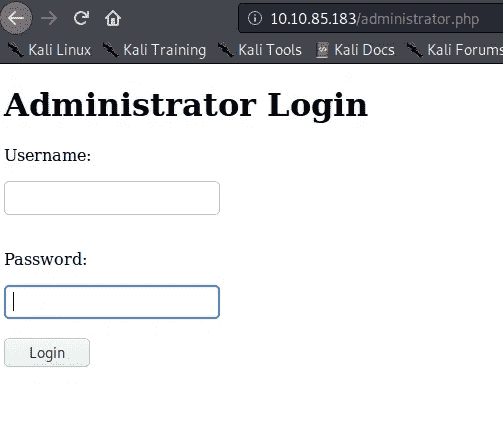 10.10.85.183/administrator.php
Kali Linux Kali Training Kali Tools Kali Docs Kali Forums
Administrator Login
Username:
Password:
Login